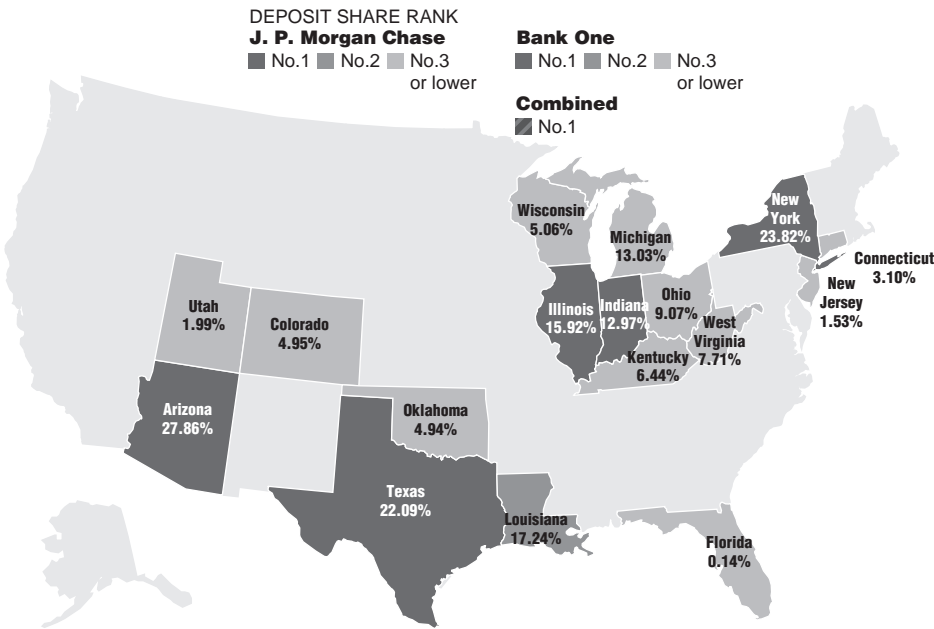 DEPOSIT SHARE RANK
J. P. Morgan Chase
No.1 No.2 No.3
or lower
Bank One
No.1 No.2 No.3
or lower
Combined
No.1
Wisconsin
5.06%
Michigan
13.03%
New
York
23.82%
Connecticut
3.10%
New
Jersey
1.53%
Utah
1.99%
Colorado
4.95%
Illinois
15.92%
Indiana
12.97%
Ohio
9.07%
West
Virginia
7.71%
Kentucky
6.44%
Arizona
27.86%
Oklahoma
4.94%
Texas
22.09%
Louisiana
17.24%
Florida
0.14%